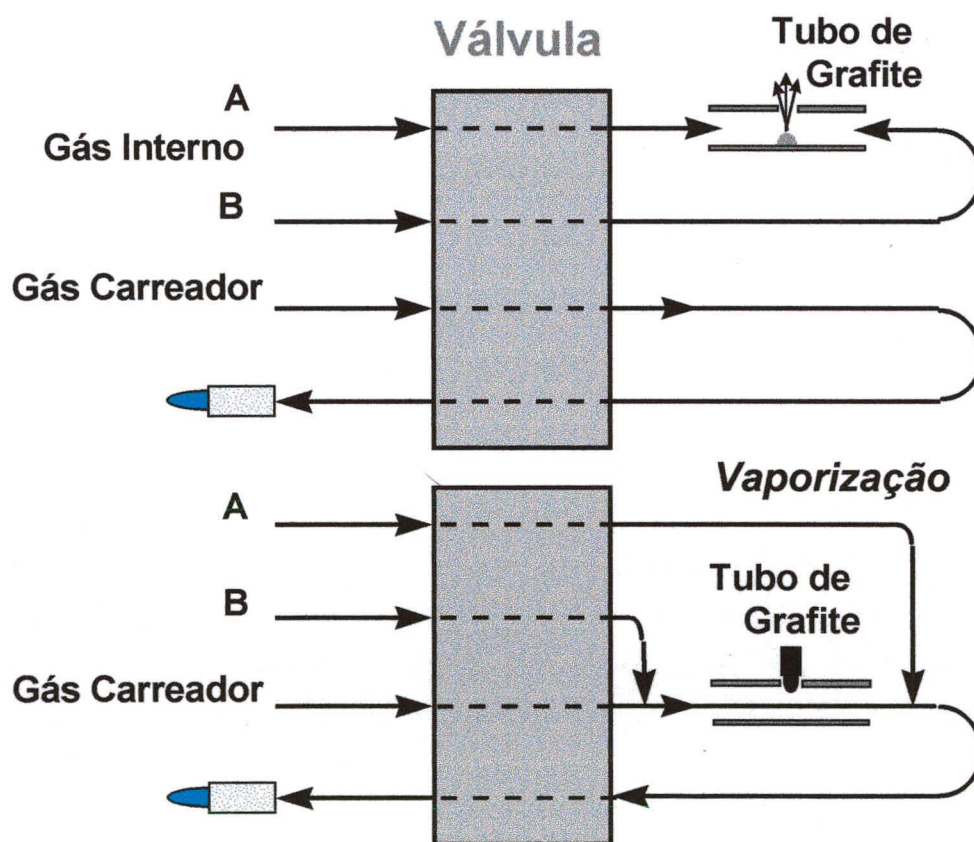 Válvula
Tubo de
Grafite
A
Gás Interno
B
Gás Carreador
Vaporização
A
Tubo de
Grafite
B
Gás Carreador